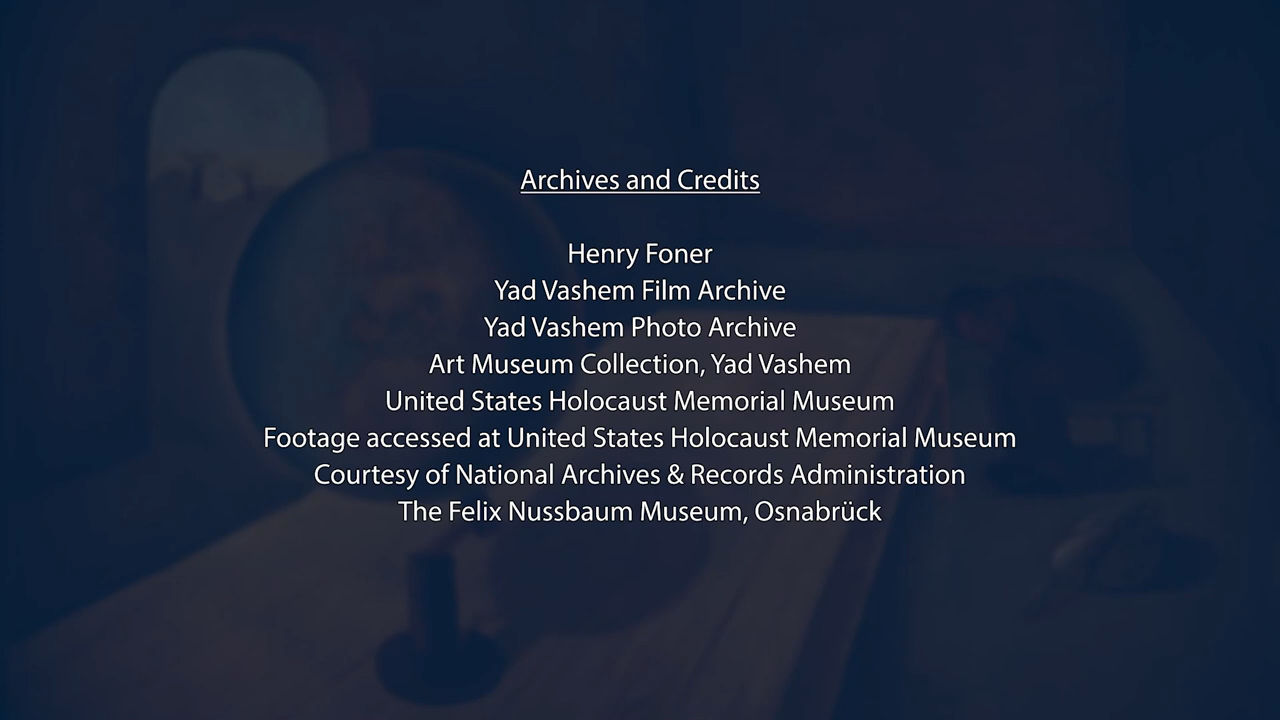 Archives and Credits
Henry Foner
Yad Vashem Film Archive
Yad Vashem Photo Archive
Art Museum Collection, Yad Vashem
United States Holocaust Memorial Museum
Footage accessed at United States Holocaust Memorial Museum
Courtesy of National Archives & Records Administration
The Felix Nussbaum Museum, Osnabrück